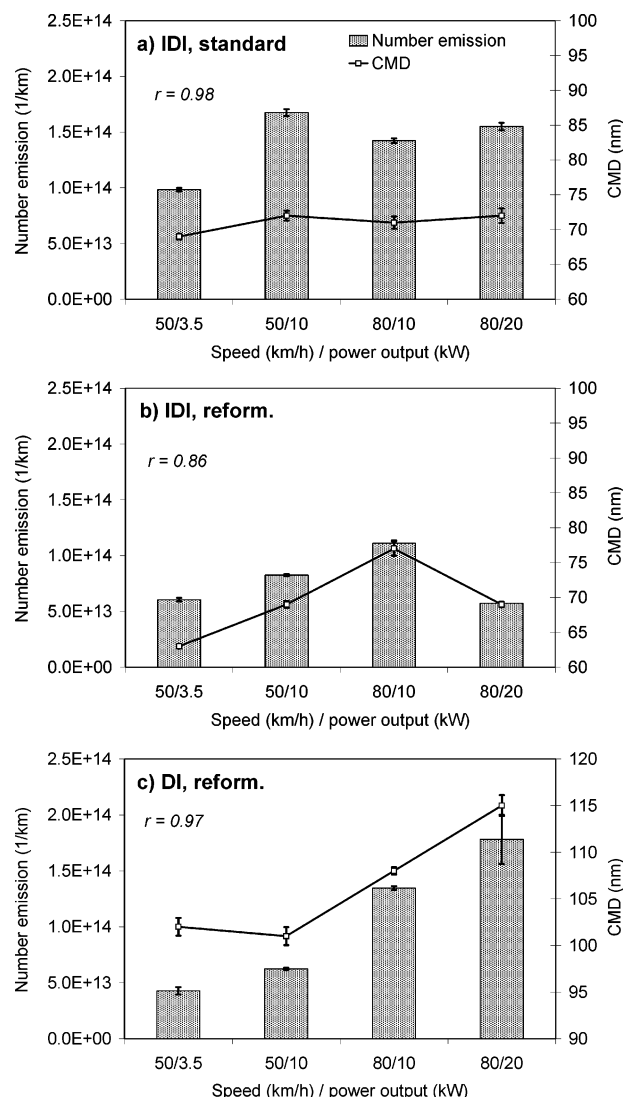 a) IDI, standard
Number emission
CMD
r = 0.98
2.5E+14
2.0E+14
1.5E+14
1.0E+14
5.0E+13
0.0E+00
Number emission (1/km)
100
95
90
85
80
75
70
65
60
CMD (nm)
50/3.5 50/10 80/10 80/20
Speed (km/h) / power output (kW)
b) IDI, reform.
r = 0.86
2.5E+14
2.0E+14
1.5E+14
1.0E+14
5.0E+13
0.0E+00
Number emission (1/km)
100
95
90
85
80
75
70
65
60
CMD (nm)
50/3.5 50/10 80/10 80/20
Speed (km/h) / power output (kW)
c) DI, reform.
r = 0.97
2.5E+14
2.0E+14
1.5E+14
1.0E+14
5.0E+13
0.0E+00
Number emission (1/km)
120
115
110
105
100
95
90
CMD (nm)
50/3.5 50/10 80/10 80/20
Speed (km/h) / power output (kW)